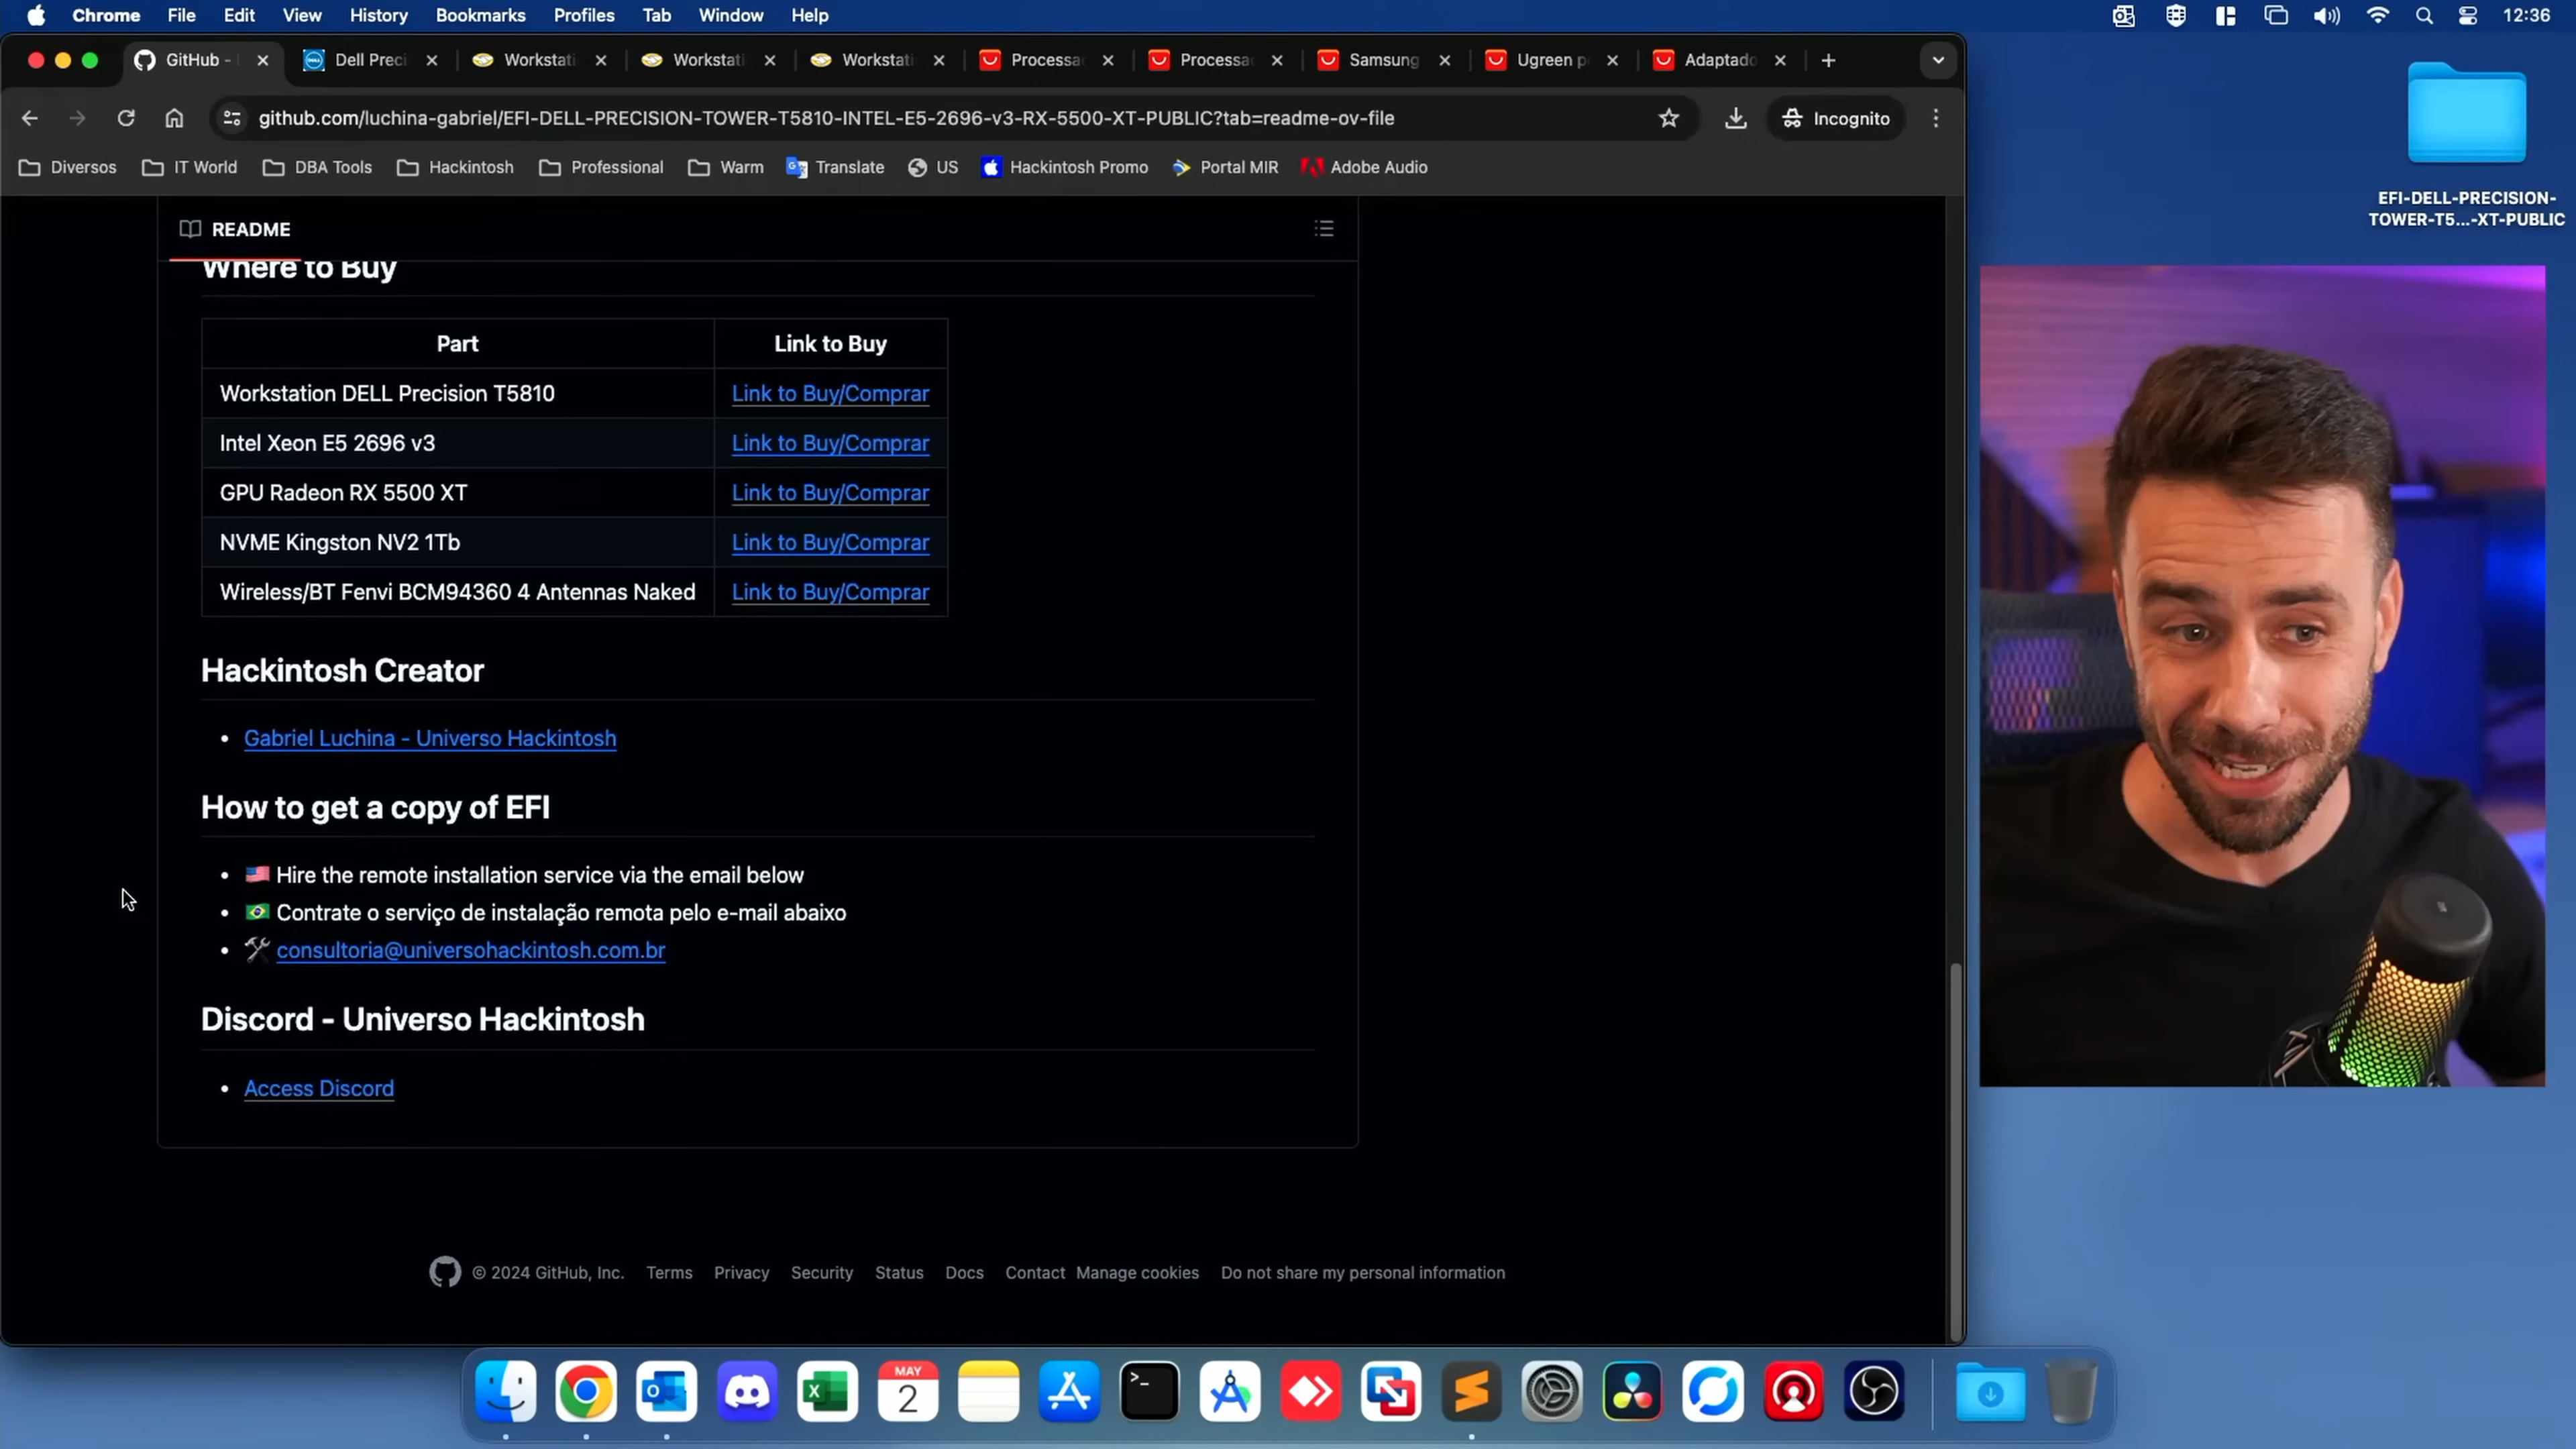 Chrome File Edit View History Bookmarks Profiles Tab Window Help 12:36
GitHub - Dell Preci Workstati Workstati Workstati Processa Processa Samsung Ugreen p Adaptado
github.com/luchina-gabriel/EFI-DELL-PRECISION-TOWER-T5810-INTEL-E5-2696-v3-RX-5500-XT-PUBLIC?tab=readme-ov-file Incognito
Diversos IT World DBA Tools Hackintosh Professional Warm Translate US Hackintosh Promo Portal MIR Adobe Audio
EFI-DELL-PRECISION-
TOWER-T5...-XT-PUBLIC
README
Where to Buy
Part Link to Buy
Workstation DELL Precision T5810 Link to Buy/Comprar
Intel Xeon E5 2696 v3 Link to Buy/Comprar
GPU Radeon RX 5500 XT Link to Buy/Comprar
NVME Kingston NV2 1Tb Link to Buy/Comprar
Wireless/BT Fenvi BCM94360 4 Antennas Naked Link to Buy/Comprar
Hackintosh Creator
Gabriel Luchina - Universo Hackintosh
How to get a copy of EFI
Hire the remote installation service via the email below
Contrate o serviço de instalação remota pelo e-mail abaixo
consultoria@universohackintosh.com.br
Discord - Universo Hackintosh
Access Discord
© 2024 GitHub, Inc. Terms Privacy Security Status Docs Contact Manage cookies Do not share my personal information
MAY
2